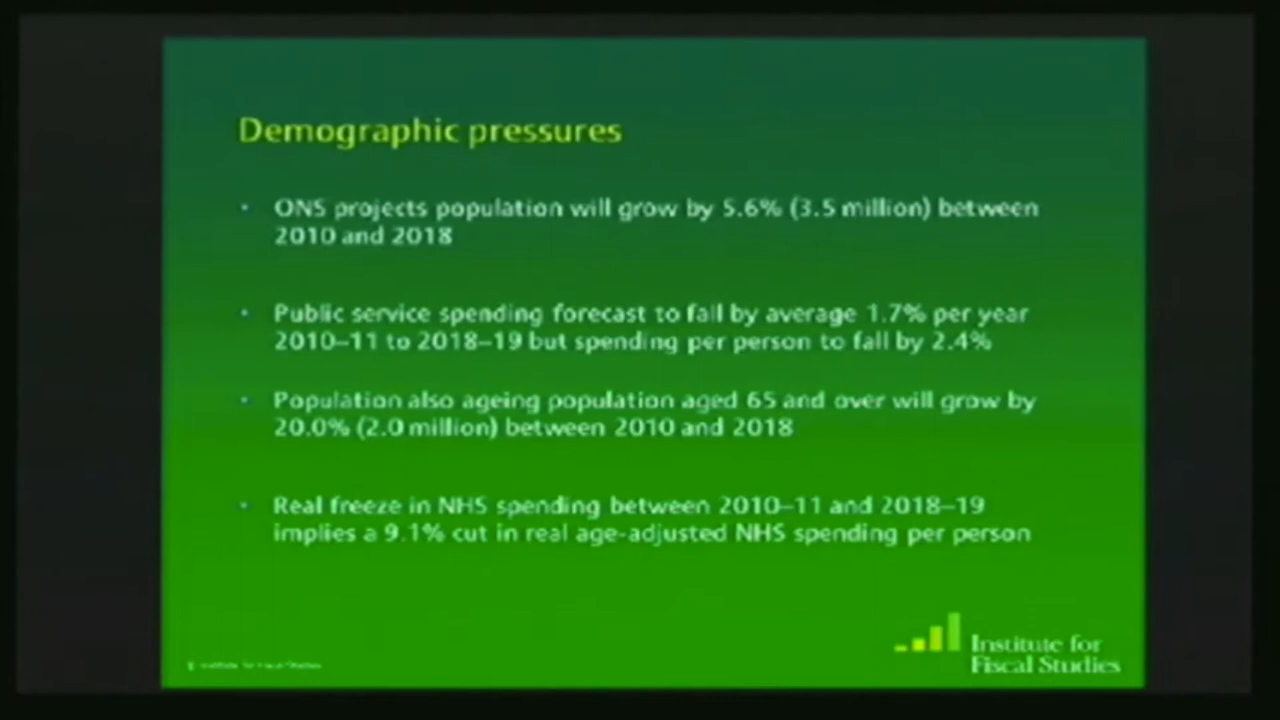 Demographic pressures
• ONS projects population will grow by 5.6% (3.5 million) between
2010 and 2018
• Public service spending forecast to fall by average 1.7% per year
2010–11 to 2018–19 but spending per person to fall by 2.4%
• Population also ageing population aged 65 and over will grow by
20.0% (2.0 million) between 2010 and 2018
• Real freeze in NHS spending between 2010–11 and 2018–19
implies a 9.1% cut in real age-adjusted NHS spending per person
Institute for Fiscal Studies
Institute for
Fiscal Studies